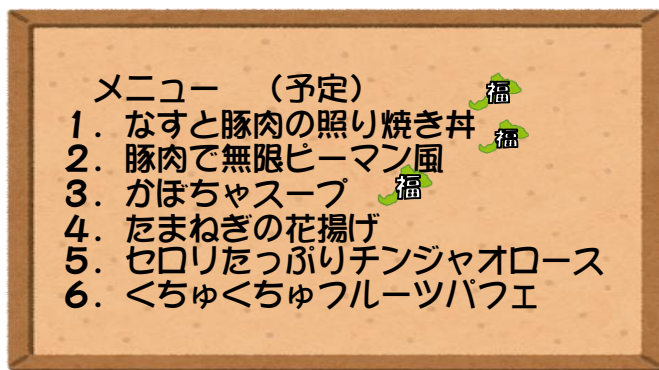 メニュー　（予定）　福
1．なすと豚肉の照り焼き丼　福
2．豚肉で無限ピーマン風
3．かぼちゃスープ　福
4．たまねぎの花揚げ
5．セロリたっぷりチンジャオロース
6．くちゅくちゅフルーツパフェ